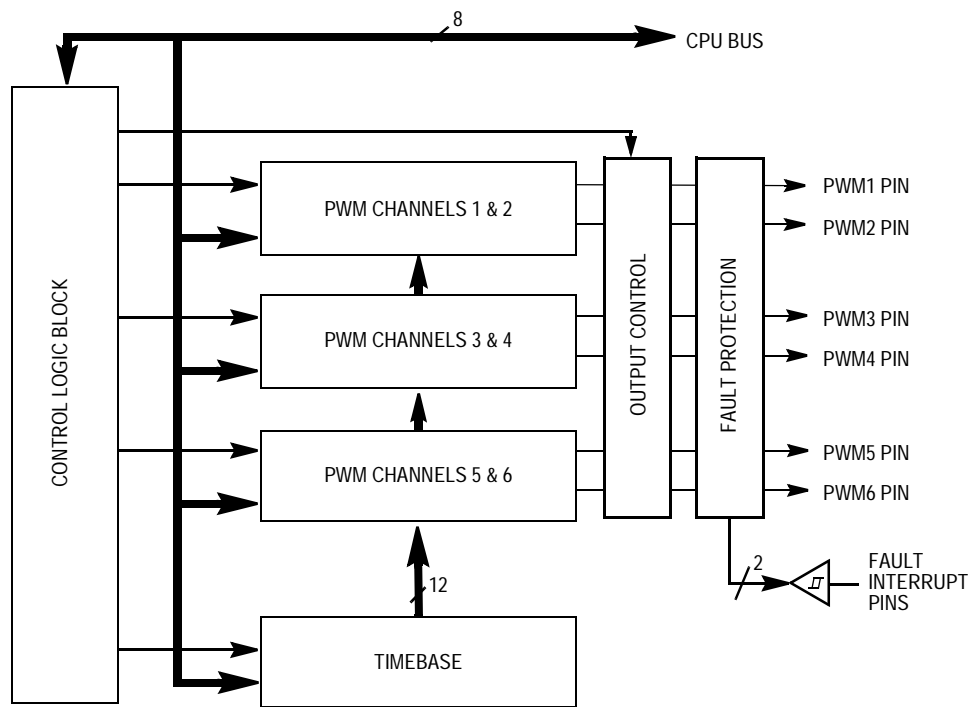 8
CPU BUS
CONTROL LOGIC BLOCK
PWM CHANNELS 1 & 2
PWM CHANNELS 3 & 4
PWM CHANNELS 5 & 6
12
TIMEBASE
OUTPUT CONTROL
FAULT PROTECTION
PWM1 PIN
PWM2 PIN
PWM3 PIN
PWM4 PIN
PWM5 PIN
PWM6 PIN
2
FAULT
INTERRUPT
PINS